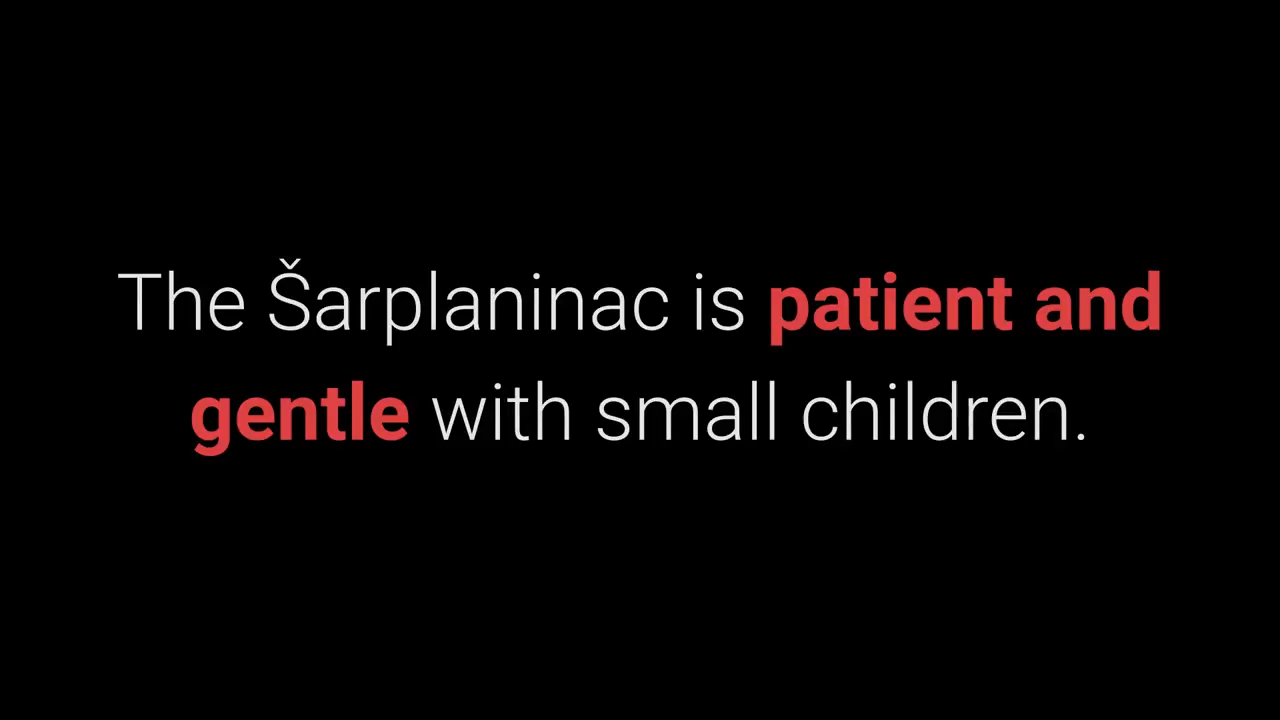 The Šarplaninac is patient and
gentle with small children.